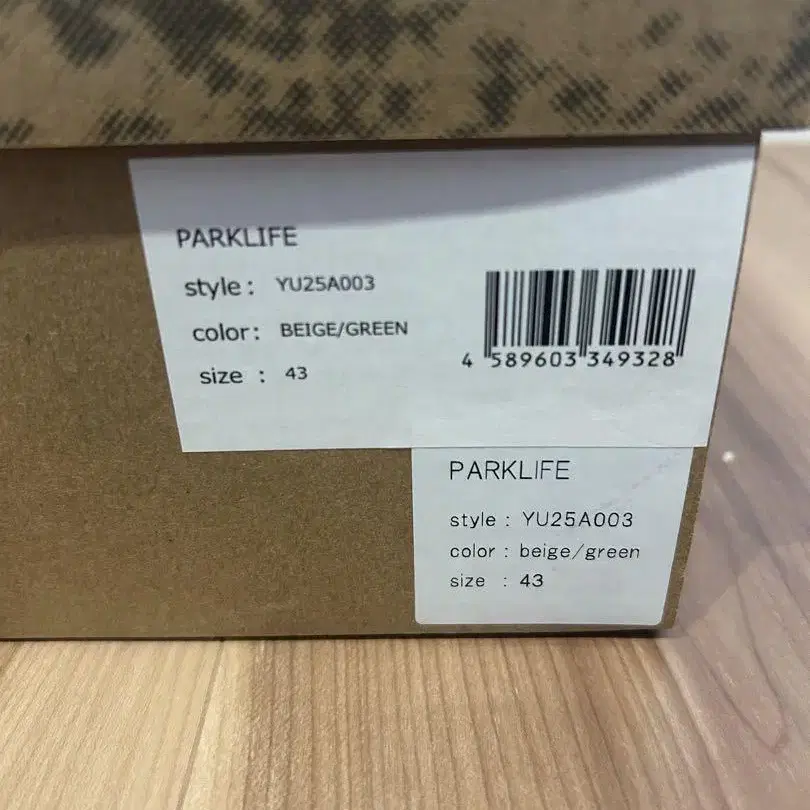 PARKLIFE
style : YU25A003
color : BEIGE/GREEN
size : 43
4 589603 349328
PARKLIFE
style : YU25A003
color : beige/green
size : 43